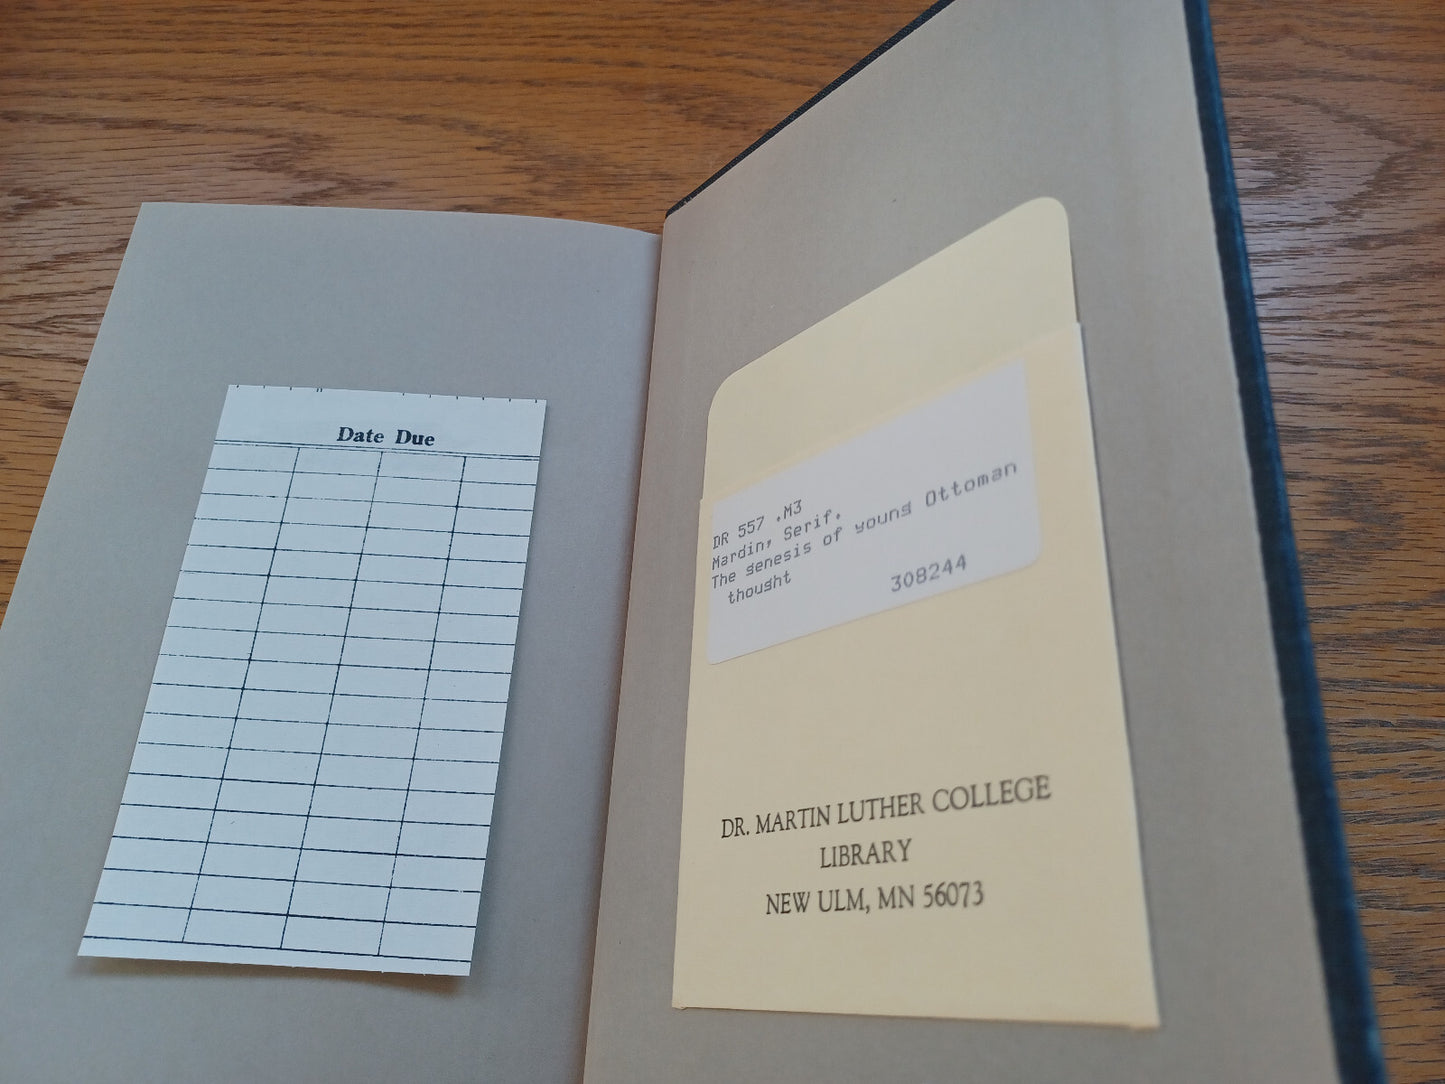 Date Due
DR 557 .M3
Mardin, Serif.
The genesis of young Ottoman
thought
308244
DR. MARTIN LUTHER COLLEGE
LIBRARY
NEW ULM, MN 56073